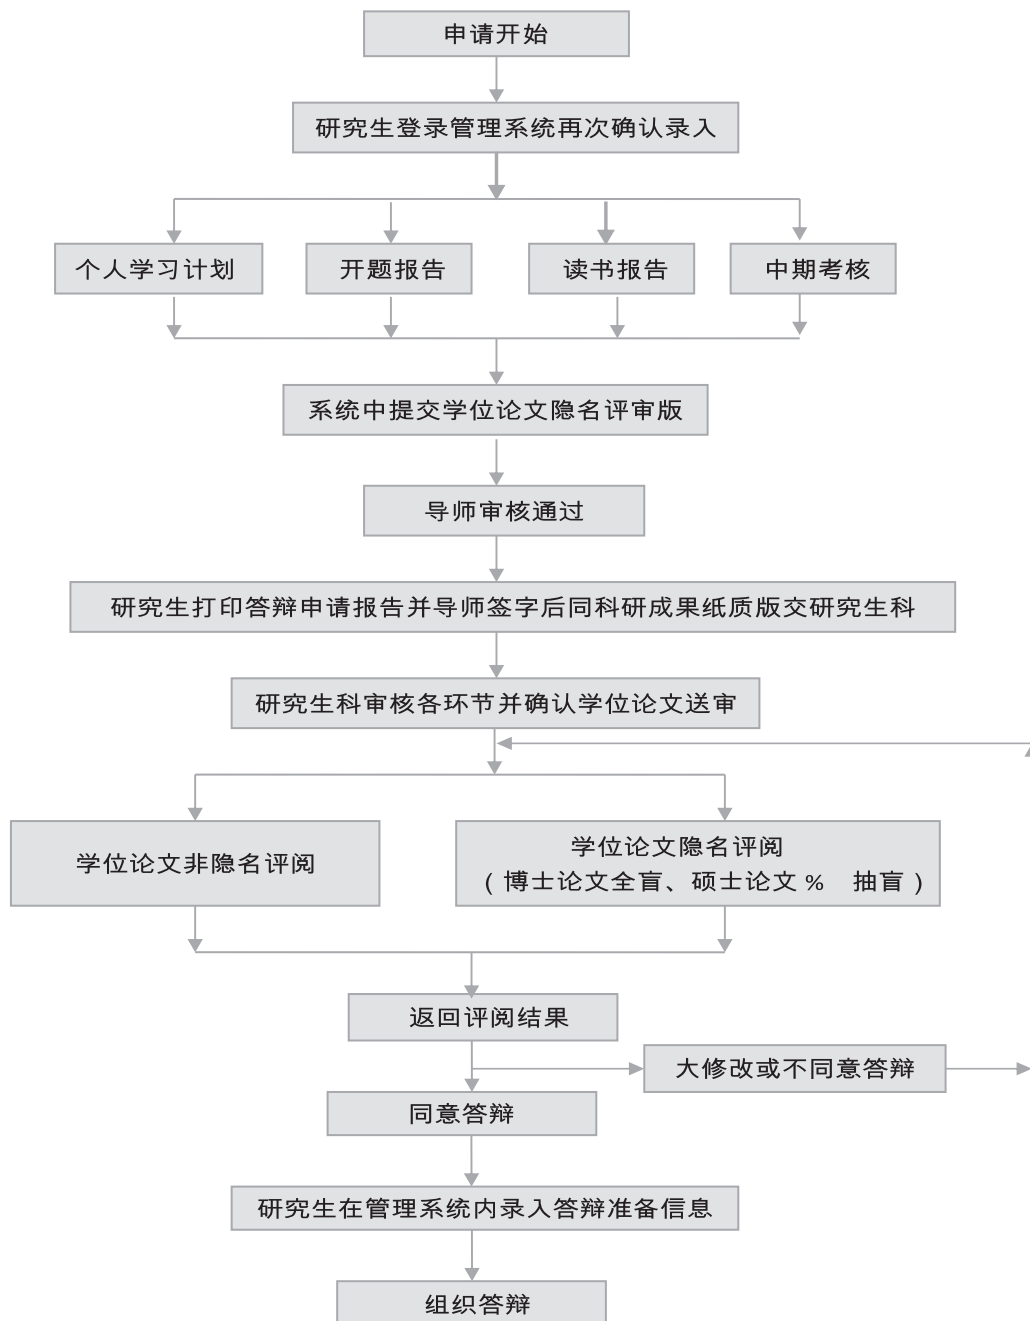 申请开始
研究生登录管理系统再次确认录入
个人学习计划
开题报告
读书报告
中期考核
系统中提交学位论文隐名评审版
导师审核通过
研究生打印答辩申请报告并导师签字后同科研成果纸质版交研究生科
研究生科审核各环节并确认学位论文送审
学位论文非隐名评阅
学位论文隐名评阅
(博士论文全盲、硕士论文% 抽盲)
返回评阅结果
大修改或不同意答辩
同意答辩
研究生在管理系统内录入答辩准备信息
组织答辩